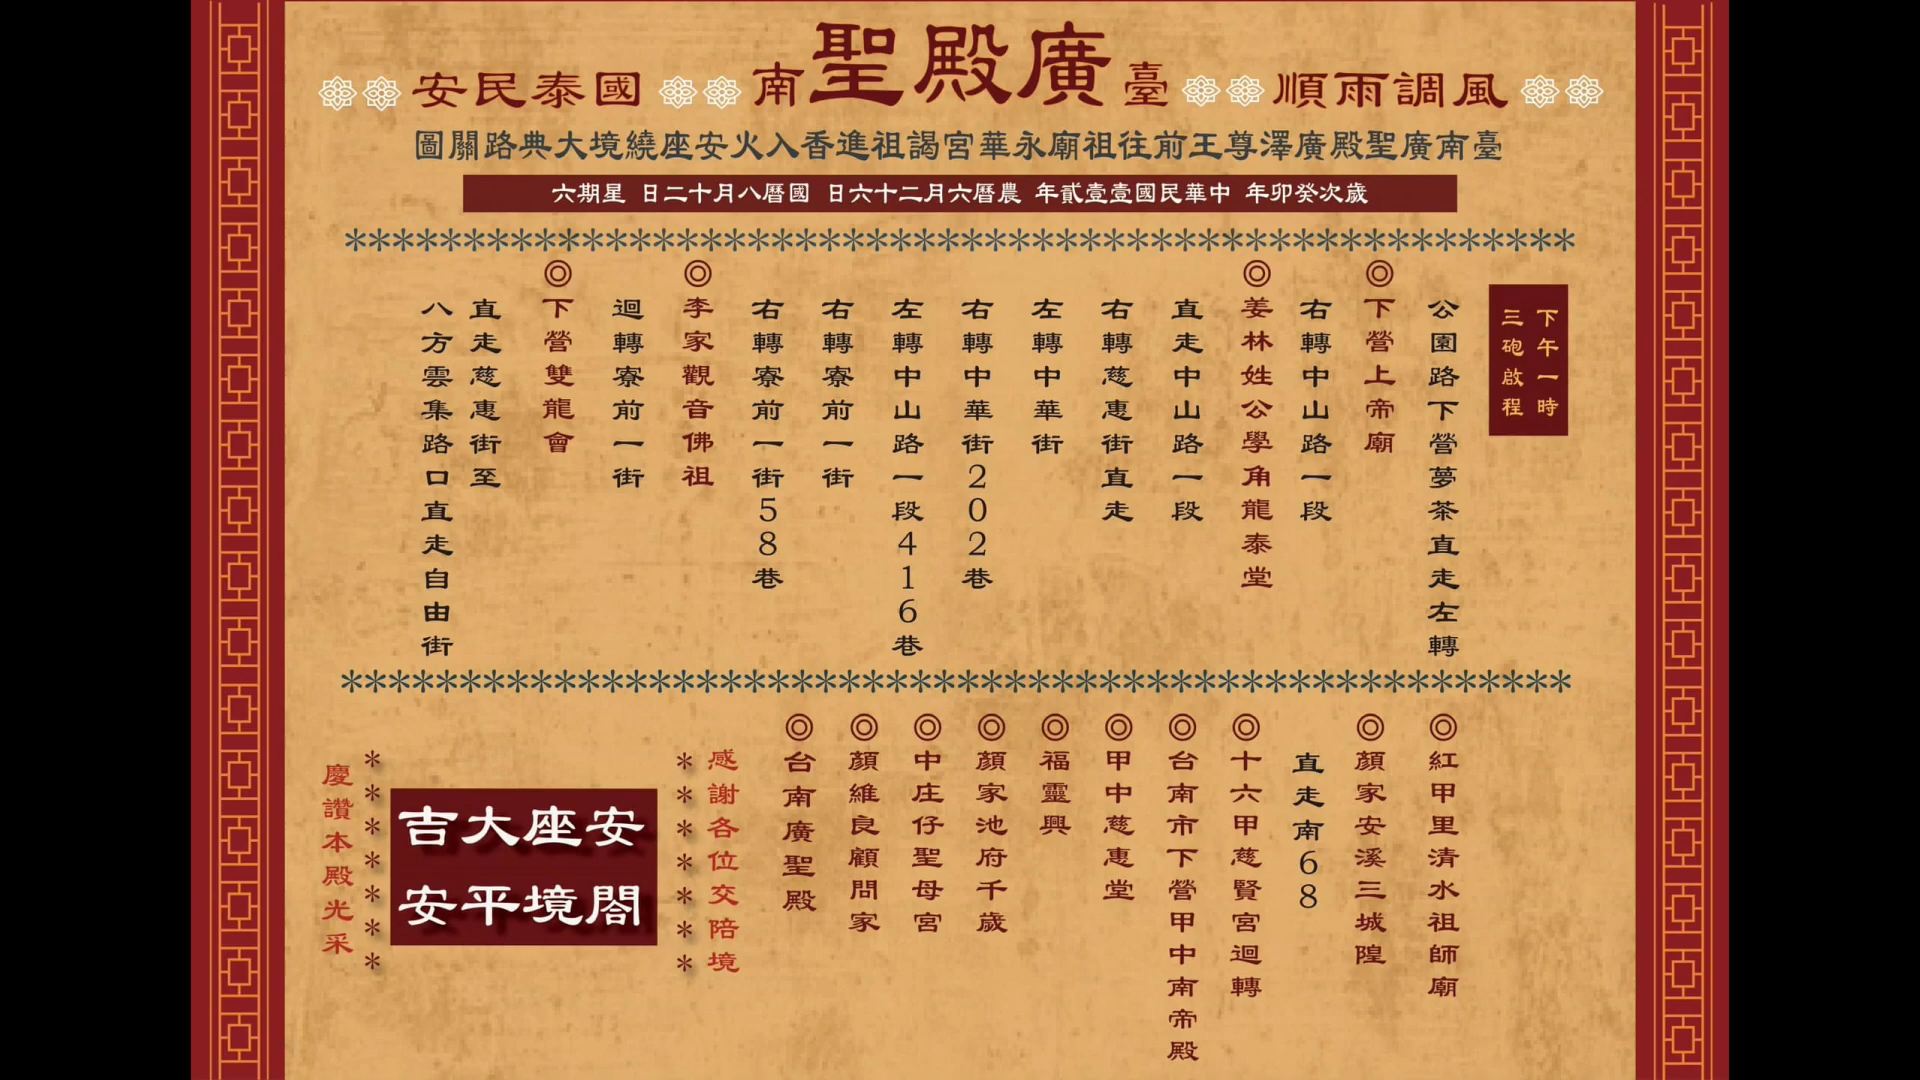 風調雨順 臺廣殿聖南 國泰民安
臺南廣聖殿廣澤尊王前往祖廟永華宮謁祖進香入火安座繞境大典路關圖
歲次癸卯年 中華民國壹壹貳年 農曆六月二十六日 國曆八月十二日 星期六
下午一時
三砲啟程
公園路下營夢茶直走左轉
◎下營上帝廟
右轉中山路一段
◎姜林姓公學角龍泰堂
直走中山路一段
右轉慈惠街直走
左轉中華街
右轉中華街202巷
左轉中山路一段416巷
右轉寮前一街
右轉寮前一街58巷
◎李家觀音佛祖
迴轉寮前一街
◎下營雙龍會
直走慈惠街至
八方雲集路口直走自由街
◎紅甲里清水祖師廟
◎顏家安溪三城隍
直走南68
◎十六甲慈賢宮迴轉
◎台南市下營甲中南帝殿
◎甲中慈惠堂
◎福靈興
◎顏家池府千歲
◎中庄仔聖母宮
◎顏維良顧問家
◎台南廣聖殿
感謝各位交陪境
安座大吉
閤境平安
慶讚本殿光采